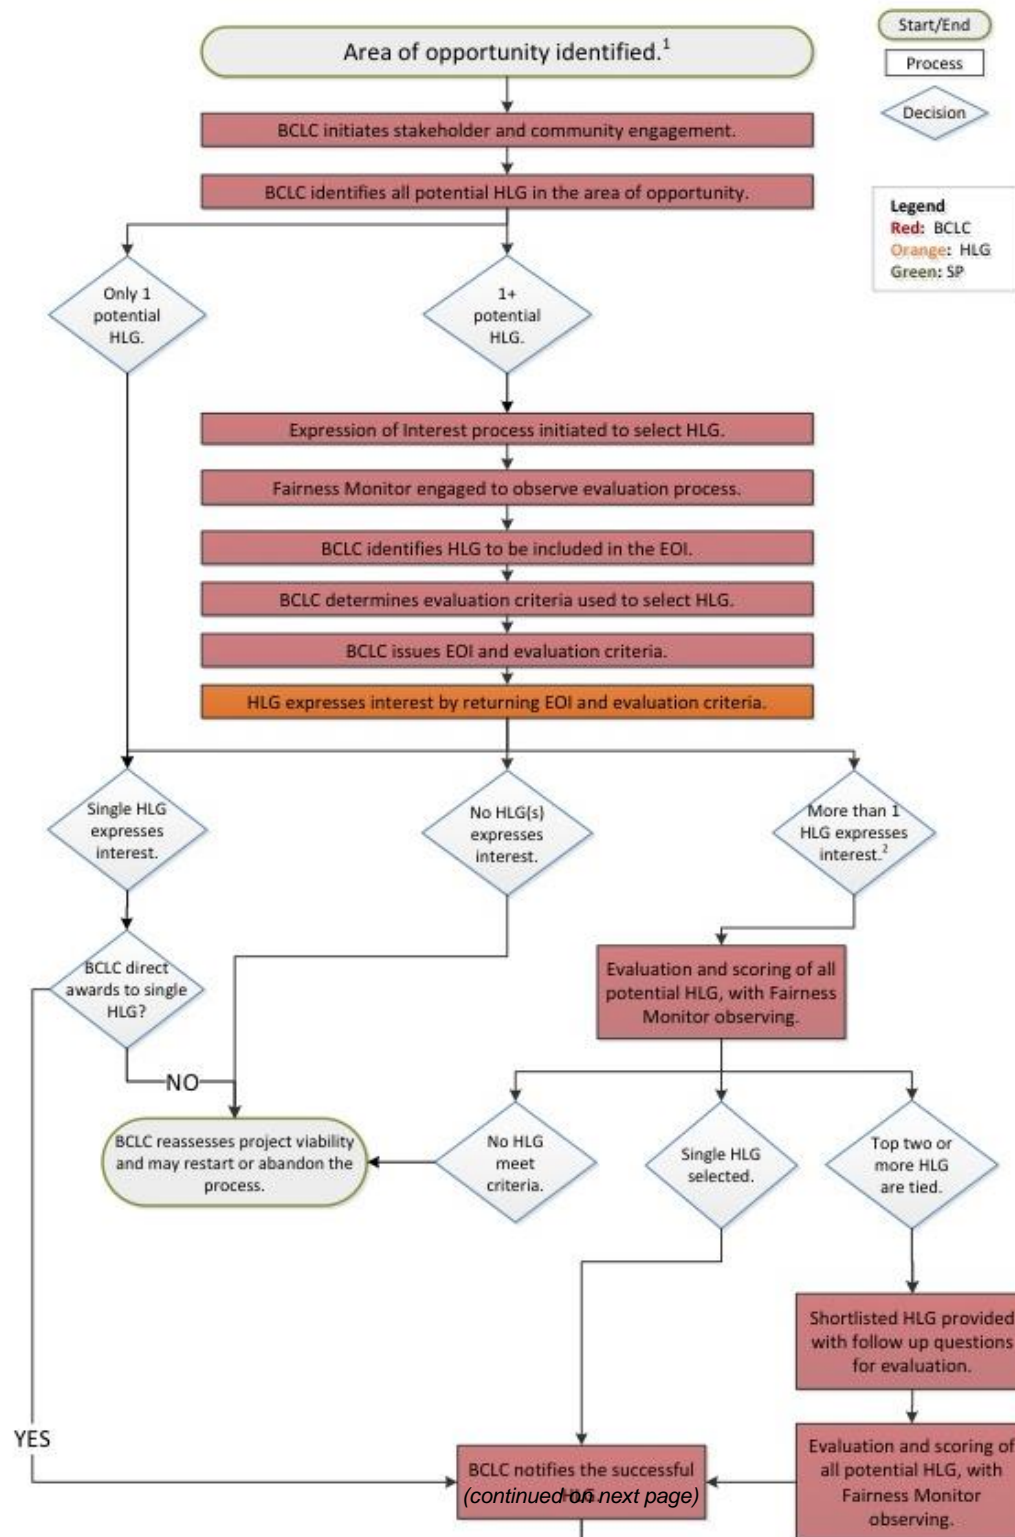 Area of opportunity identified.1
Start/End
Process
Decision
BCLC initiates stakeholder and community engagement.
BCLC identifies all potential HLG in the area of opportunity.
Legend
Red: BCLC
Orange: HLG
Green: SP
Only 1
potential
HLG.
1+
potential
HLG.
Expression of Interest process initiated to select HLG.
Fairness Monitor engaged to observe evaluation process.
BCLC identifies HLG to be included in the EOI.
BCLC determines evaluation criteria used to select HLG.
BCLC issues EOI and evaluation criteria.
HLG expresses interest by returning EOI and evaluation criteria.
Single HLG
expresses
interest.
No HLG(s)
expresses
interest.
More than 1
HLG expresses
interest.2
BCLC direct
awards to single
HLG?
Evaluation and scoring of all
potential HLG, with Fairness
Monitor observing.
NO
BCLC reassesses project viability
and may restart or abandon the
process.
No HLG
meet
criteria.
Single HLG
selected.
Top two or
more HLG
are tied.
Shortlisted HLG provided
with follow up questions
for evaluation.
YES
BCLC notifies the successful
HLG.
(continued on next page)
Evaluation and scoring of
all potential HLG, with
Fairness Monitor
observing.